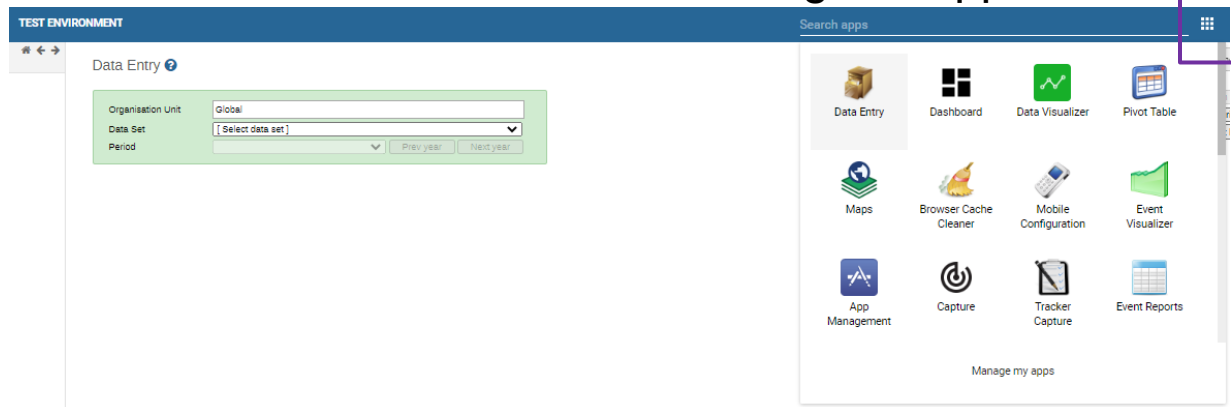 TEST ENVIRONMENT
Search apps
Data Entry
Organisation Unit Global
Data Set [ Select data set ]
Period Prev year Next year
Data Entry
Dashboard
Data Visualizer
Pivot Table
Maps
Browser Cache
Cleaner
Mobile
Configuration
Event
Visualizer
App
Management
Capture
Tracker
Capture
Event Reports
Manage my apps